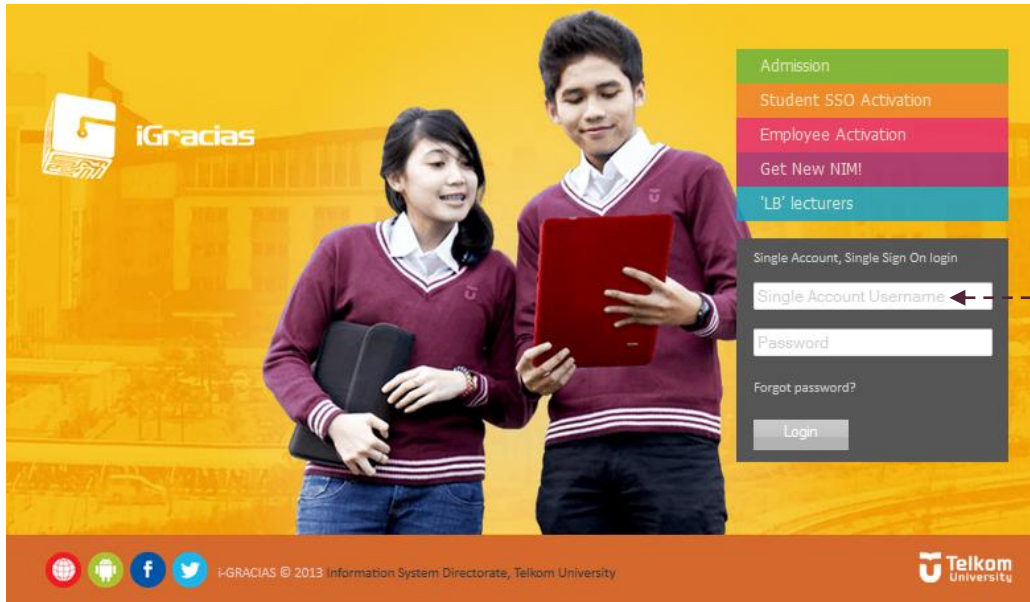 iGracias
Admission
Student SSO Activation
Employee Activation
Get New NIM!
'LB' lecturers
Single Account, Single Sign On login
Single Account Username
Password
Forgot password?
Login
i-GRACIAS © 2013 Information System Directorate, Telkom University
Telkom
University